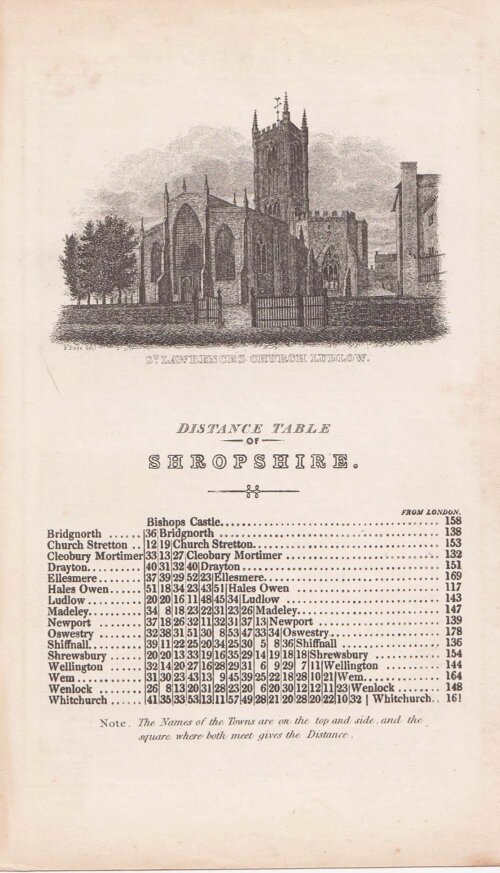 ST LAWRENCES CHURCH LUDLOW.
DISTANCE TABLE
OF
SHROPSHIRE.
FROM LONDON.
Bishops Castle 158
Bridgnorth 36 Bridgnorth 138
Church Stretton 12 19 Church Stretton 153
Cleobury Mortimer 33 13 27 Cleobury Mortimer 132
Drayton 40 31 32 40 Drayton 151
Ellesmere 37 39 29 52 23 Ellesmere 169
Hales Owen 51 18 34 23 43 51 Hales Owen 117
Ludlow 20 20 16 11 48 45 34 Ludlow 143
Madeley 34 8 18 23 22 31 23 26 Madeley 147
Newport 37 18 26 32 11 32 31 37 13 Newport 139
Oswestry 32 38 31 51 30 8 53 47 33 34 Oswestry 178
Shiffnall 39 11 22 25 20 34 25 30 5 8 36 Shiffnall 136
Shrewsbury 20 20 13 33 19 16 35 29 14 19 18 18 Shrewsbury 154
Wellington 32 14 20 27 16 28 29 31 6 9 29 7 11 Wellington 144
Wem 31 30 23 43 13 9 45 39 25 22 18 28 10 21 Wem 164
Wenlock 26 8 13 20 31 28 23 20 6 20 30 12 12 11 23 Wenlock 148
Whitchurch 41 35 33 53 13 11 57 49 28 21 20 28 20 22 10 32 Whitchurch 161
Note. The Names of the Towns are on the top and side, and the
square where both meet gives the Distance.